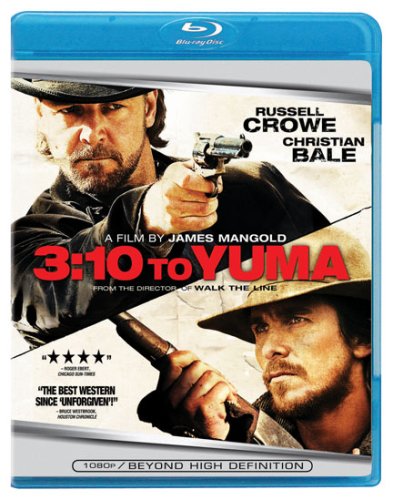 Blu-ray Disc
RUSSELL
CROWE
CHRISTIAN
BALE
A FILM BY JAMES MANGOLD
3:10 TO YUMA
FROM THE DIRECTOR OF WALK THE LINE
★★★★
– ROGER EBERT,
CHICAGO SUN-TIMES
"THE BEST WESTERN
SINCE 'UNFORGIVEN'!"
– BRUCE WESTBROOK,
HOUSTON CHRONICLE
1080P / BEYOND HIGH DEFINITION